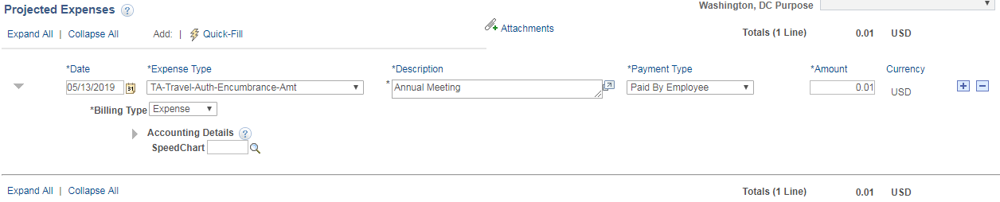 Projected Expenses ?
Washington, DC Purpose
Expand All | Collapse All Add: | Quick-Fill
Attachments
Totals (1 Line) 0.01 USD
*Date *Expense Type *Description *Payment Type *Amount Currency
05/13/2019 31 TA-Travel-Auth-Encumbrance-Amt * Annual Meeting Paid By Employee 0.01 USD + −
*Billing Type Expense
Accounting Details ?
SpeedChart
Expand All | Collapse All Totals (1 Line) 0.01 USD